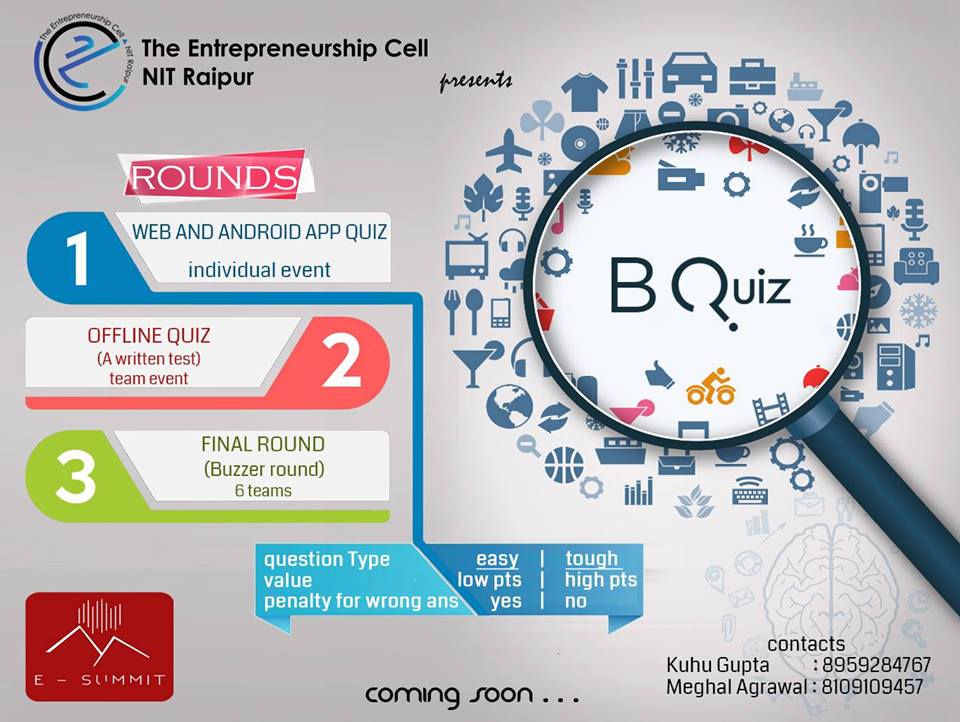 The Entrepreneurship Cell NIT Raipur
The Entrepreneurship Cell
NIT Raipur
presents
ROUNDS
1
WEB AND ANDROID APP QUIZ
individual event
OFFLINE QUIZ
(A written test)
team event
2
3
FINAL ROUND
(Buzzer round)
6 teams
B Quiz
question Type easy | tough
value low pts | high pts
penalty for wrong ans yes | no
E - SUMMIT
coming soon . . .
contacts
Kuhu Gupta : 8959284767
Meghal Agrawal : 8109109457